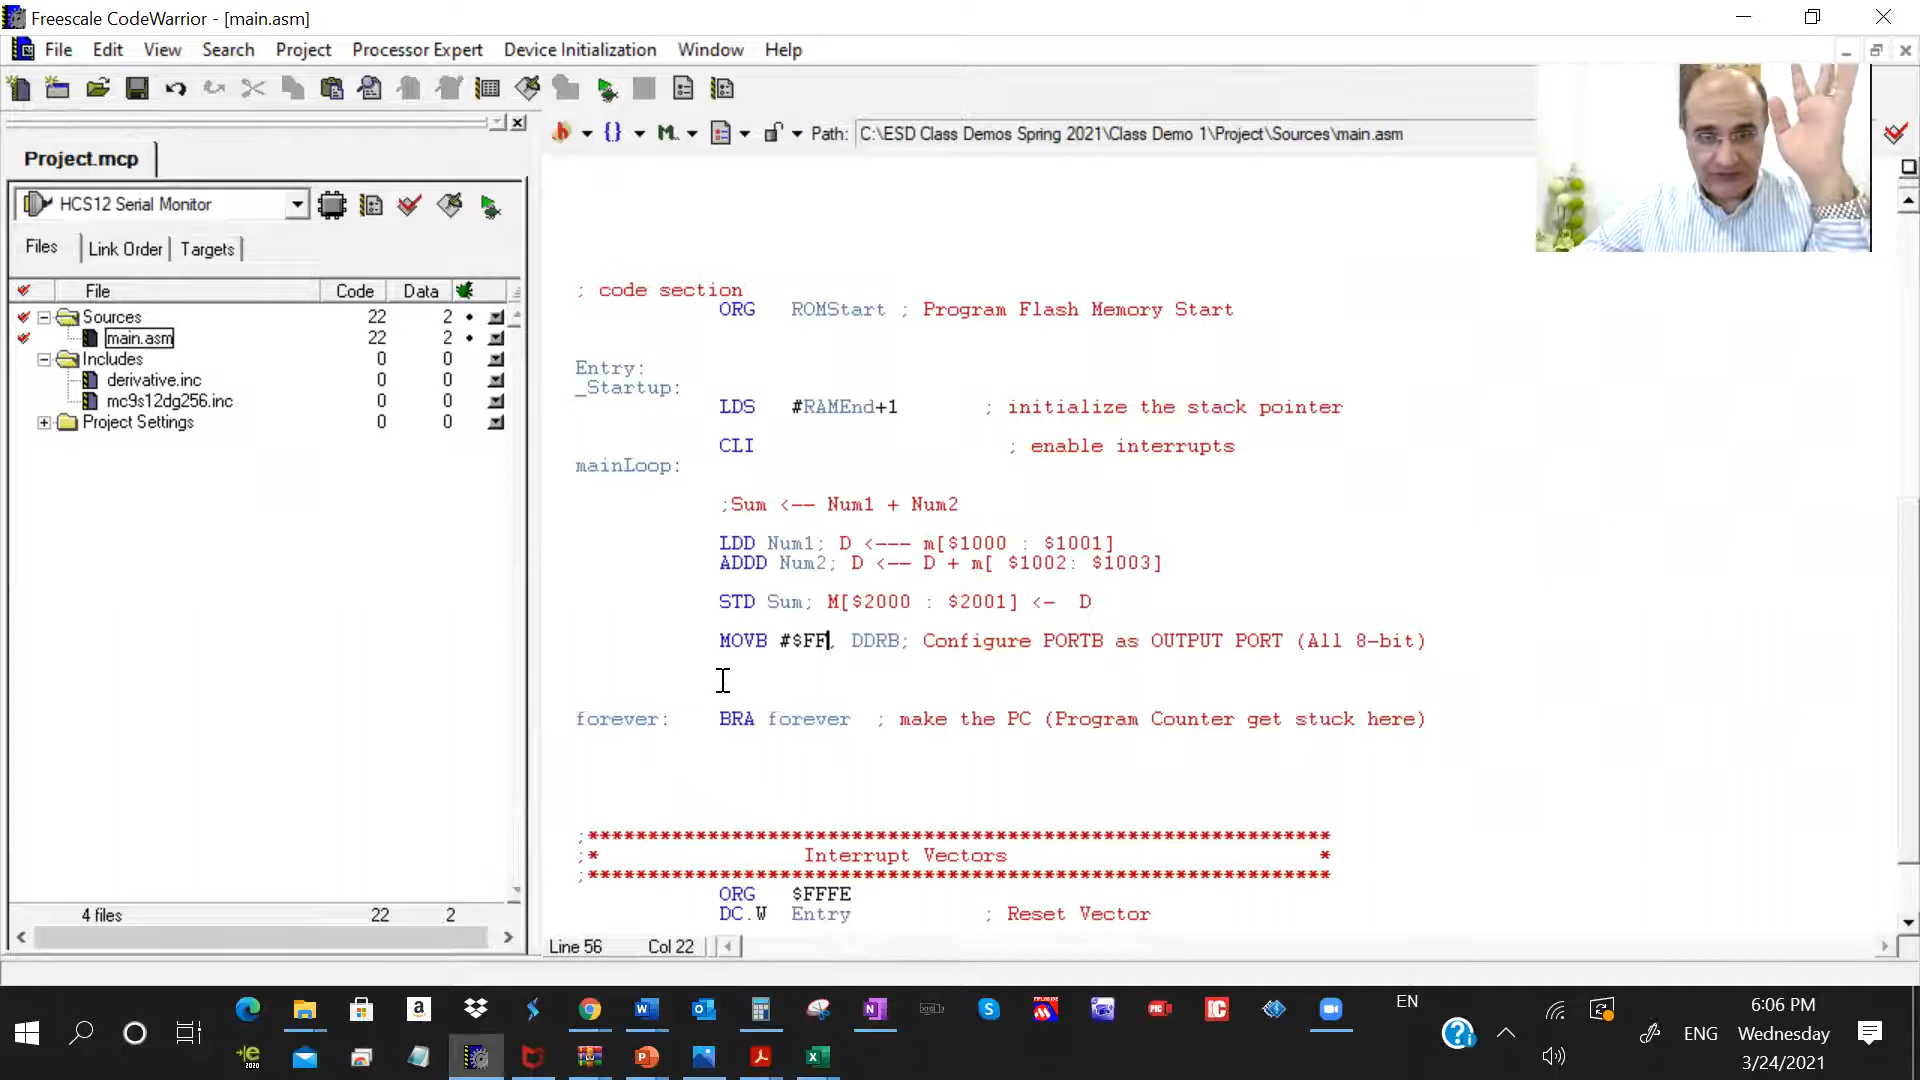 Freescale CodeWarrior - [main.asm]
File Edit View Search Project Processor Expert Device Initialization Window Help
Path: C:\ESD Class Demos Spring 2021\Class Demo 1\Project\Sources\main.asm
Project.mcp
HCS12 Serial Monitor
Files Link Order Targets
File Code Data
Sources 22 2
main.asm 22 2
Includes 0 0
derivative.inc 0 0
mc9s12dg256.inc 0 0
Project Settings 0 0
4 files 22 2
; code section
ORG ROMStart ; Program Flash Memory Start
Entry:
_Startup:
LDS #RAMEnd+1 ; initialize the stack pointer
CLI ; enable interrupts
mainLoop:
;Sum <-- Num1 + Num2
LDD Num1; D <--- m[$1000 : $1001]
ADDD Num2; D <-- D + m[ $1002: $1003]
STD Sum; M[$2000 : $2001] <- D
MOVB #$FF, DDRB; Configure PORTB as OUTPUT PORT (All 8-bit)
forever: BRA forever ; make the PC (Program Counter get stuck here)
;**************************************************************
;* Interrupt Vectors *
;**************************************************************
ORG $FFFE
DC.W Entry ; Reset Vector
Line 56 Col 22
EN
ENG
6:06 PM
Wednesday
3/24/2021